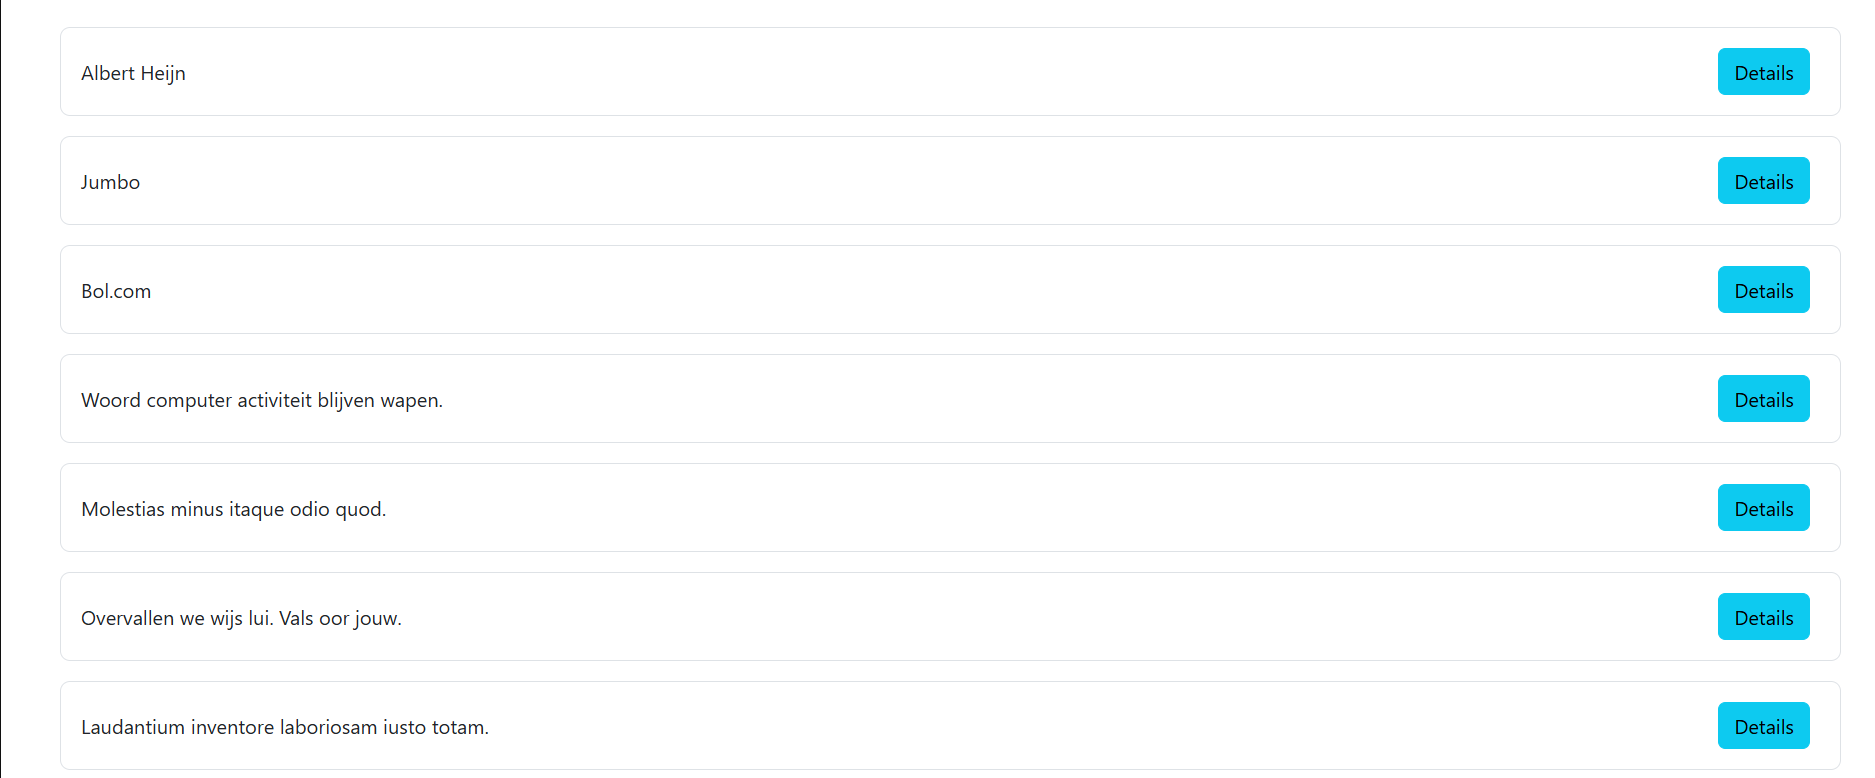 Albert Heijn Details
Jumbo Details
Bol.com Details
Woord computer activiteit blijven wapen. Details
Molestias minus itaque odio quod. Details
Overvallen we wijs lui. Vals oor jouw. Details
Laudantium inventore laboriosam iusto totam. Details